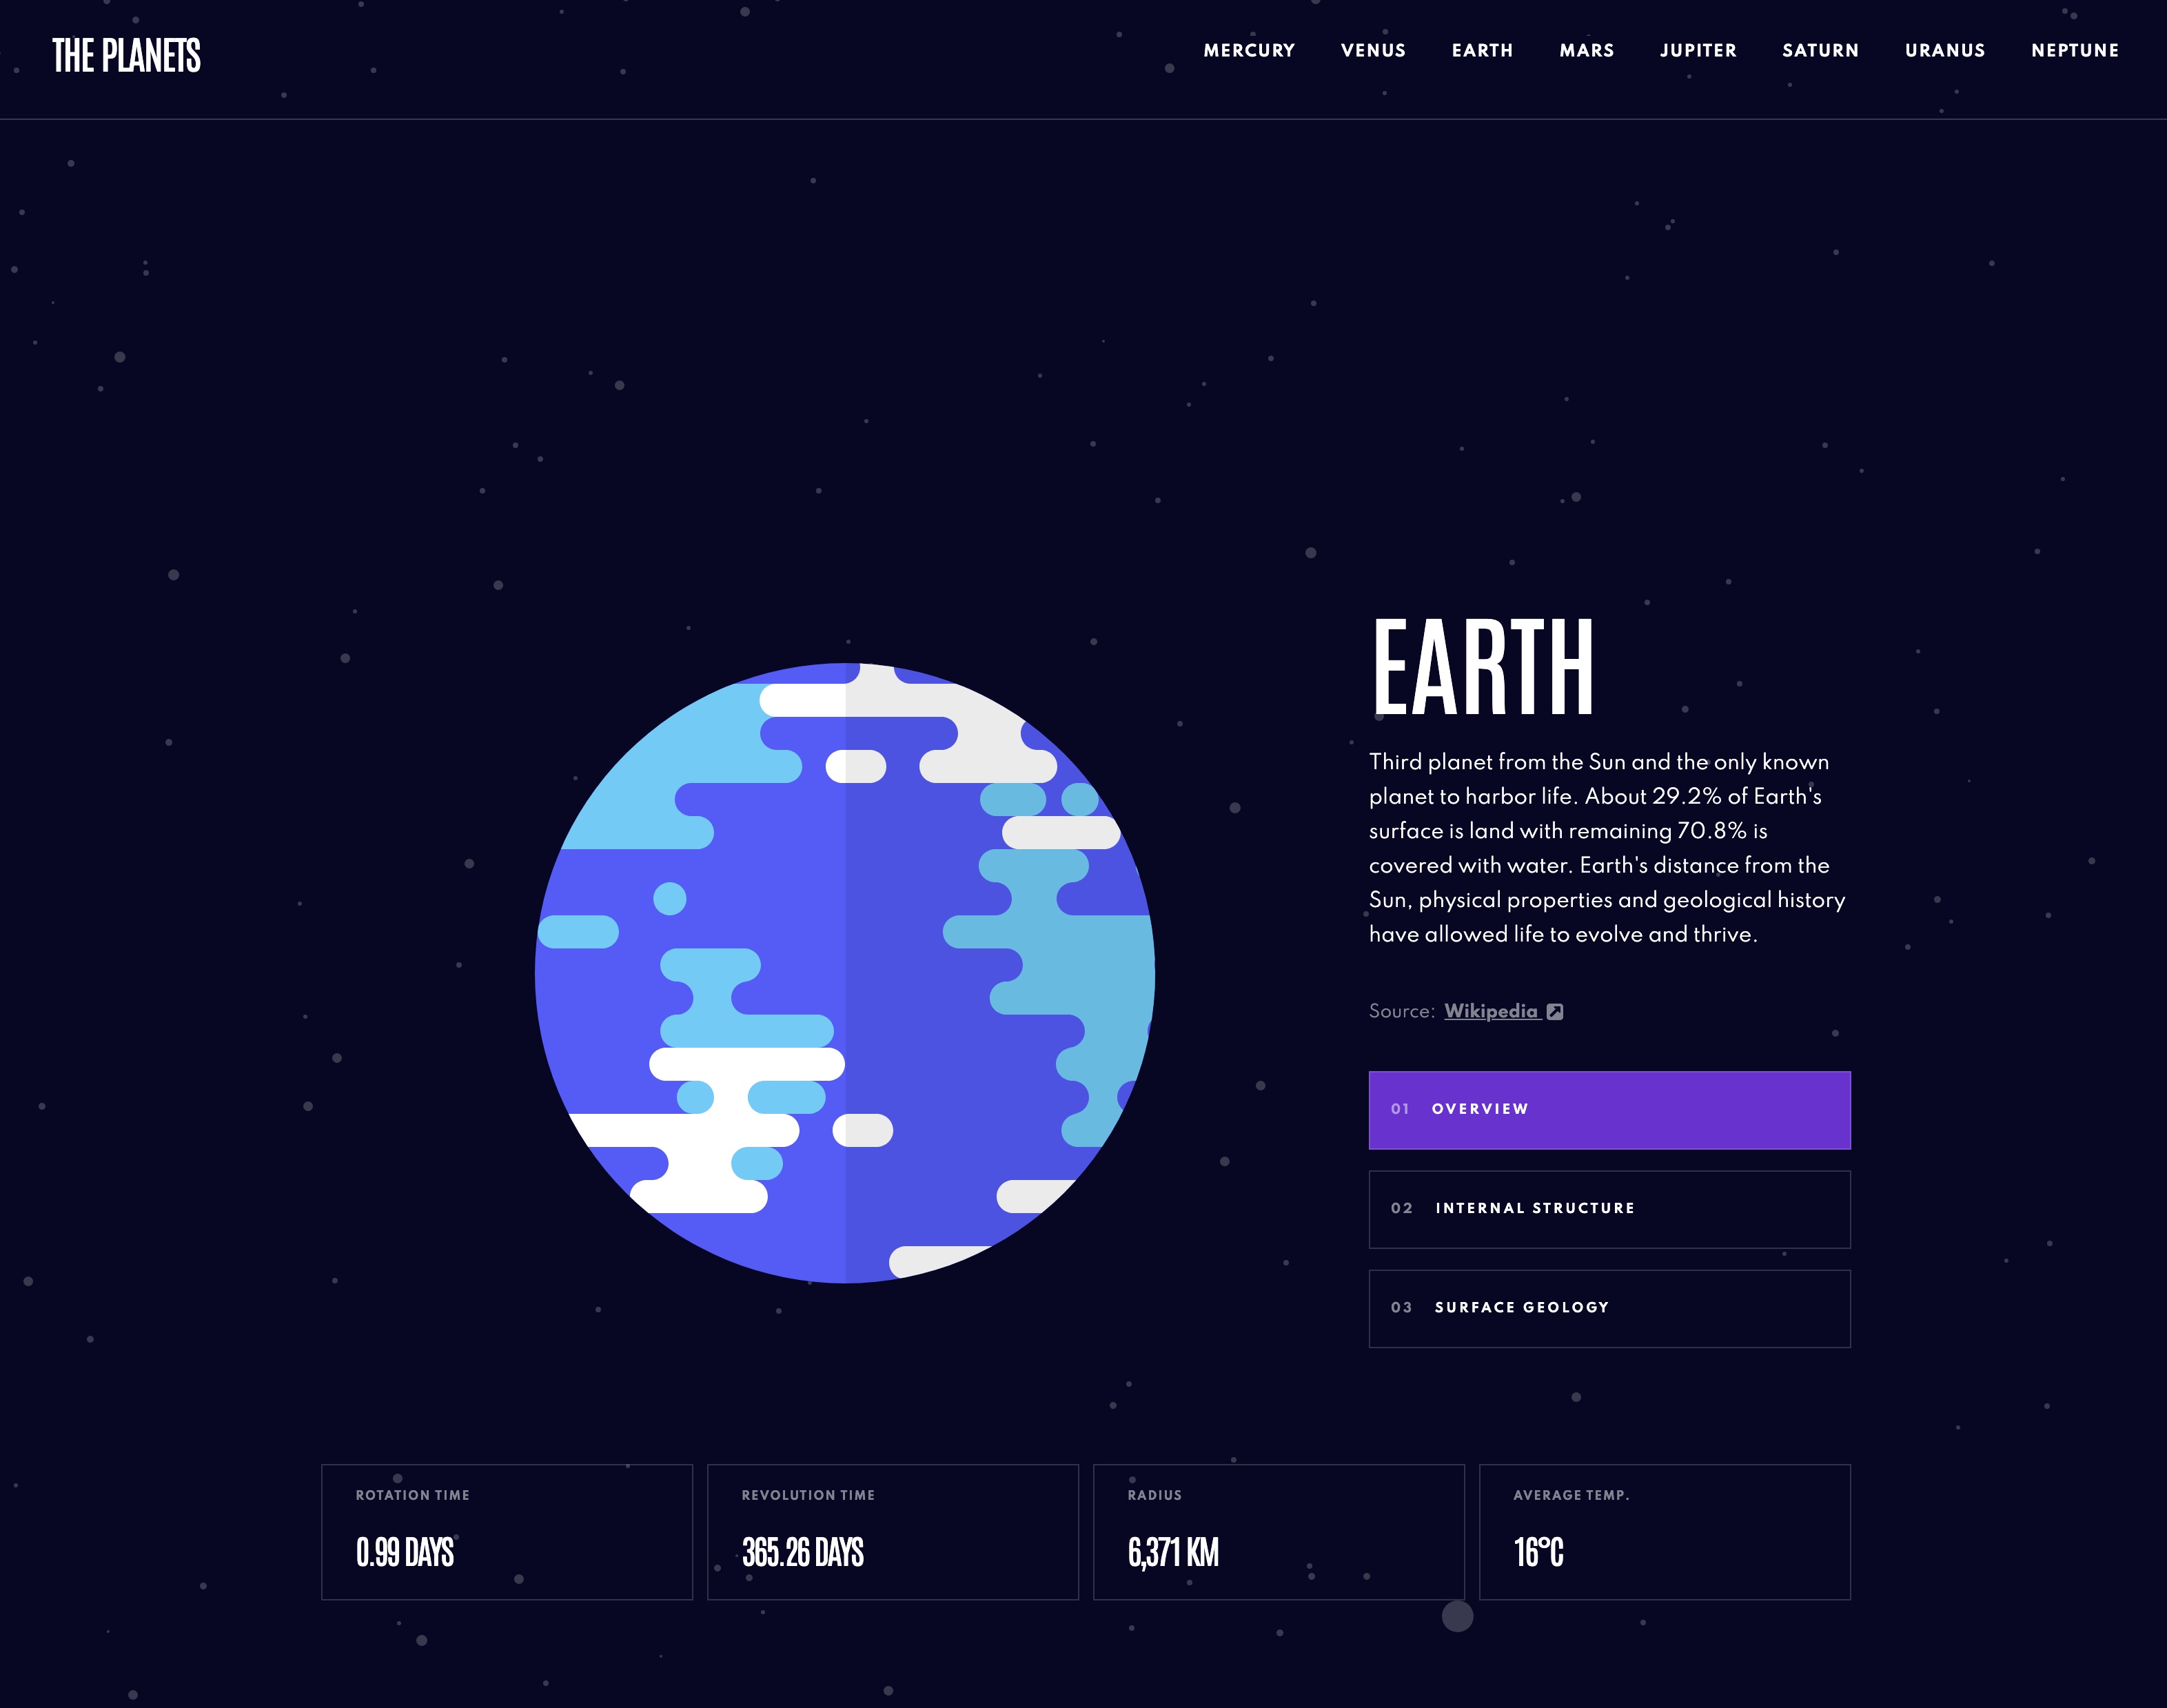 THE PLANETS
MERCURY VENUS EARTH MARS JUPITER SATURN URANUS NEPTUNE
EARTH
Third planet from the Sun and the only known
planet to harbor life. About 29.2% of Earth's
surface is land with remaining 70.8% is
covered with water. Earth's distance from the
Sun, physical properties and geological history
have allowed life to evolve and thrive.
Source: Wikipedia
01 OVERVIEW
02 INTERNAL STRUCTURE
03 SURFACE GEOLOGY
ROTATION TIME
0.99 DAYS
REVOLUTION TIME
365.26 DAYS
RADIUS
6,371 KM
AVERAGE TEMP.
16°C